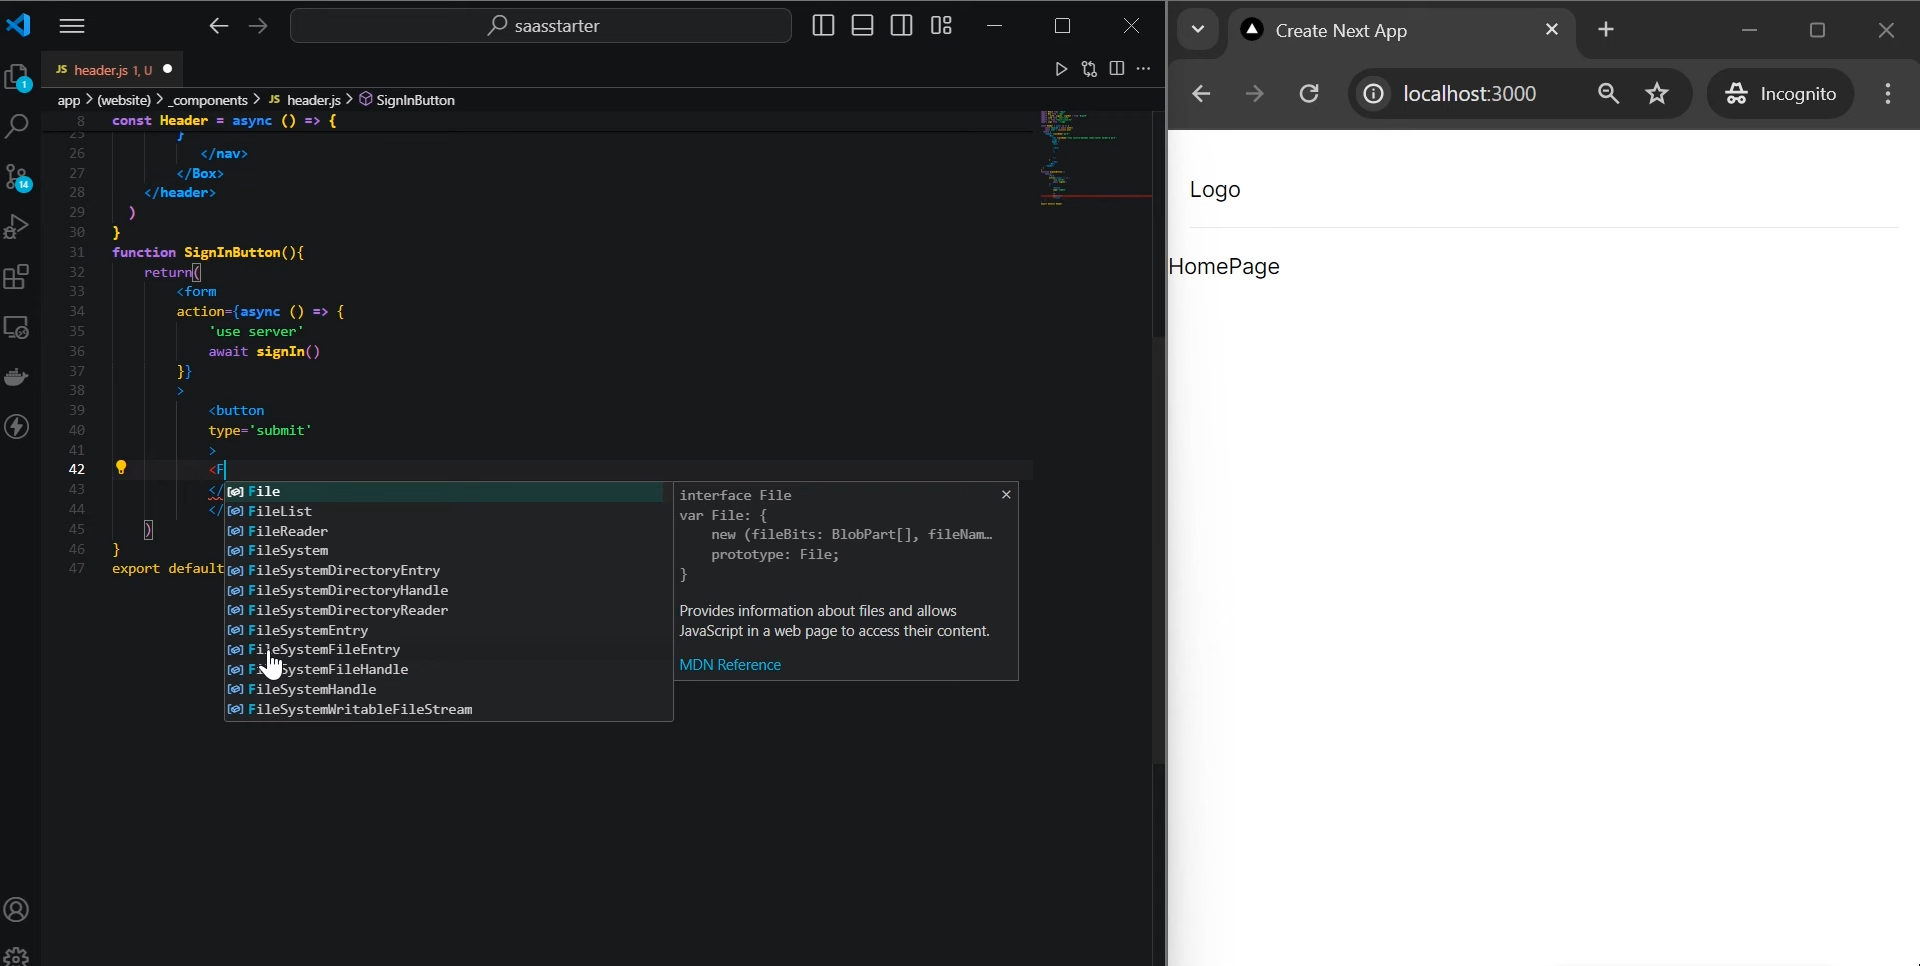 saasstarter
JS header.js 1, U
app > (website) > _components > JS header.js > SignInButton
8 const Header = async () => {
25 }
26 </nav>
27 </Box>
28 </header>
29 )
30 }
31 function SignInButton(){
32 return(
33 <form
34 action={async () => {
35 'use server'
36 await signIn()
37 }}
38 >
39 <button
40 type='submit'
41 >
42 <F
43 </
44 </
45 )
46 }
47 export default
File
FileList
FileReader
FileSystem
FileSystemDirectoryEntry
FileSystemDirectoryHandle
FileSystemDirectoryReader
FileSystemEntry
FileSystemFileEntry
FileSystemFileHandle
FileSystemHandle
FileSystemWritableFileStream
interface File
var File: {
new (fileBits: BlobPart[], fileNam…
prototype: File;
}
Provides information about files and allows
JavaScript in a web page to access their content.
MDN Reference
1
14
Create Next App
localhost:3000
Incognito
Logo
HomePage